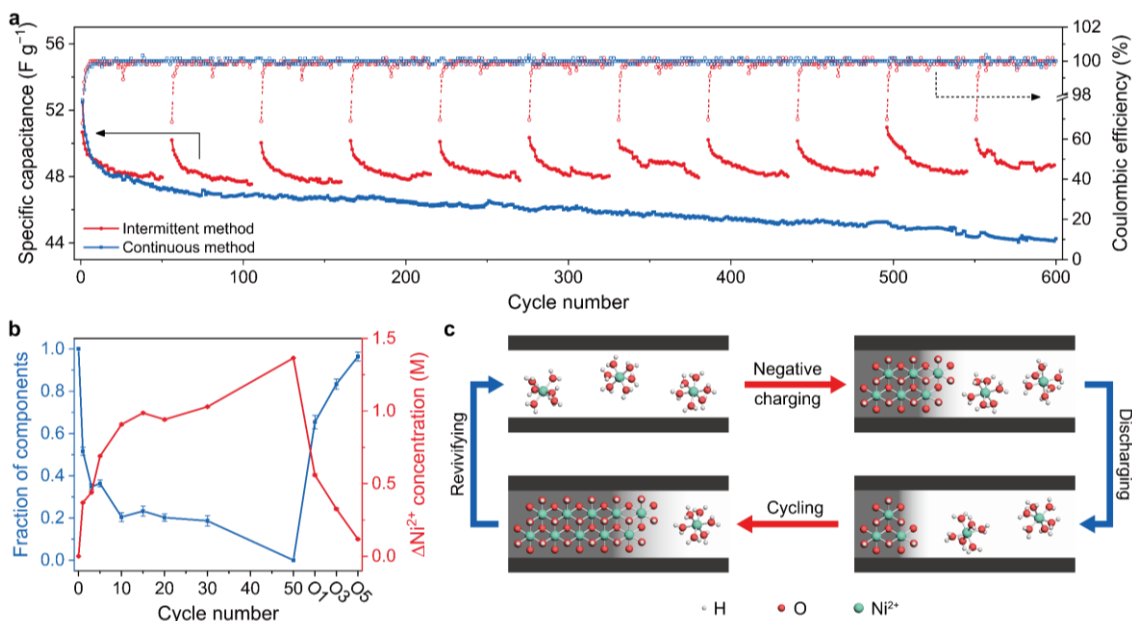 a
Specific capacitance (F g⁻¹)
56
52
48
44
Intermittent method
Continuous method
1
100
200
300
400
500
600
Cycle number
102
100
98
60
40
20
0
Coulombic efficiency (%)
b
Fraction of components
1.0
0.8
0.6
0.4
0.2
0.0
0
10
20
30
50
O1
O3
O5
Cycle number
1.5
1.0
0.5
0.0
ΔNi²⁺ concentration (M)
c
Negative
charging
Discharging
Cycling
Revivifying
H
O
Ni²⁺